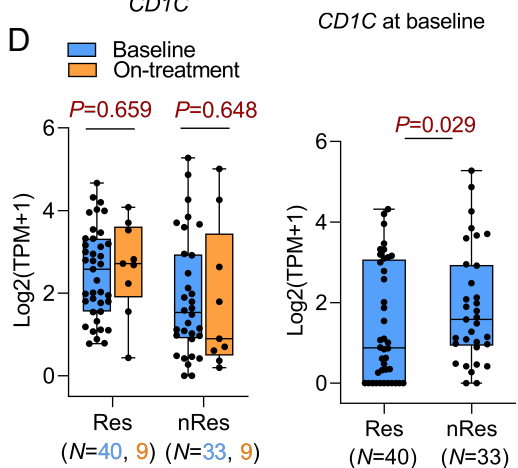 CD1C
D
Baseline
On-treatment
P=0.659 P=0.648
Log2(TPM+1)
6
4
2
0
Res nRes
(N=40, 9) (N=33, 9)
CD1C at baseline
P=0.029
Log2(TPM+1)
6
4
2
0
Res nRes
(N=40) (N=33)